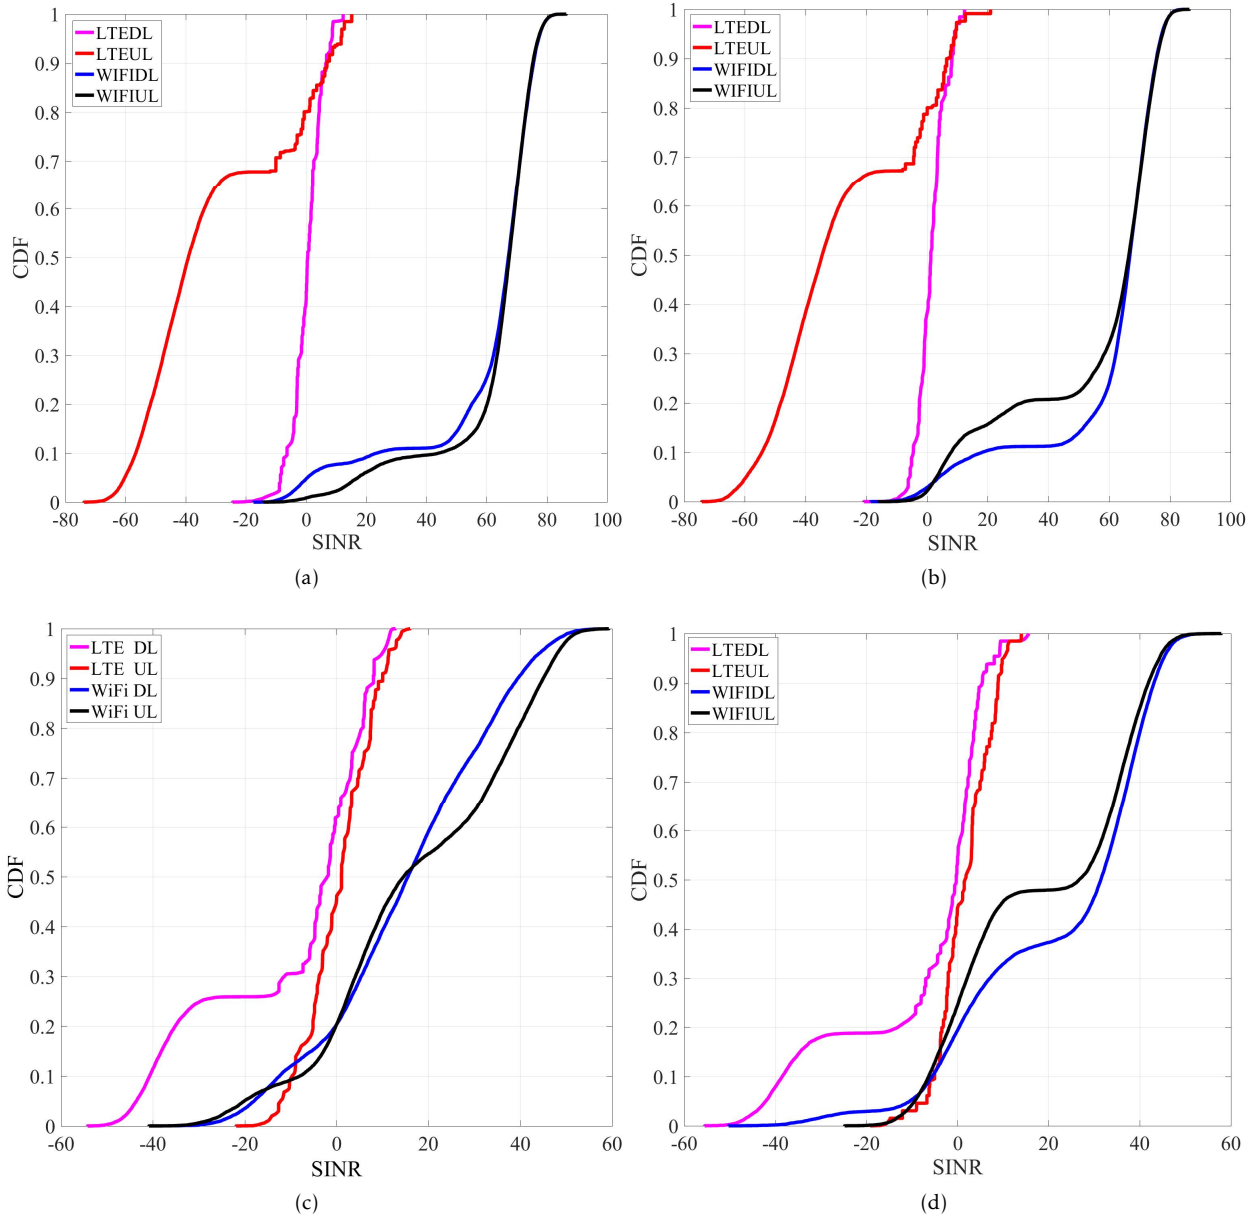 1
0.9
0.8
0.7
0.6
0.5
0.4
0.3
0.2
0.1
0
CDF
LTEDL
LTEUL
WIFIDL
WIFIUL
-80 -60 -40 -20 0 20 40 60 80 100
SINR
(a)
1
0.9
0.8
0.7
0.6
0.5
0.4
0.3
0.2
0.1
0
CDF
LTEDL
LTEUL
WIFIDL
WIFIUL
-80 -60 -40 -20 0 20 40 60 80 100
SINR
(b)
1
0.9
0.8
0.7
0.6
0.5
0.4
0.3
0.2
0.1
0
CDF
LTE DL
LTE UL
WiFi DL
WiFi UL
-60 -40 -20 0 20 40 60
SINR
(c)
1
0.9
0.8
0.7
0.6
0.5
0.4
0.3
0.2
0.1
0
CDF
LTEDL
LTEUL
WIFIDL
WIFIUL
-60 -40 -20 0 20 40 60
SINR
(d)